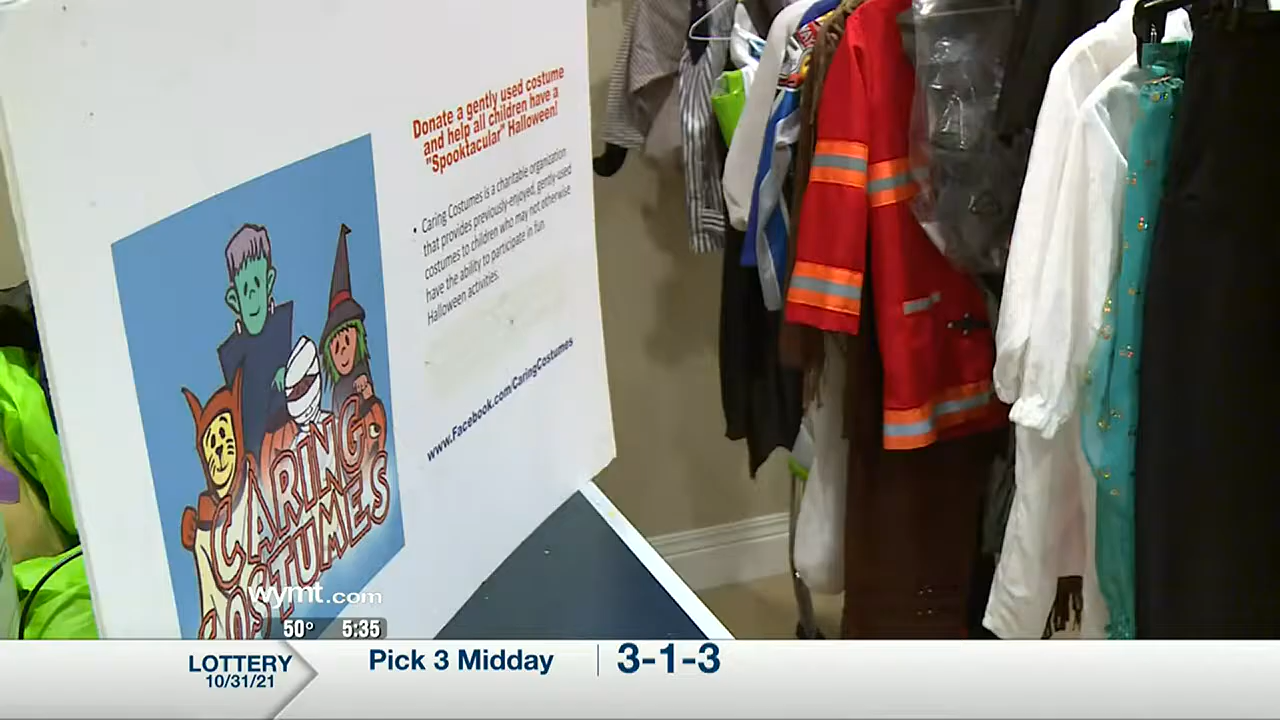 Donate a gently used costume
and help all children have a
"Spooktacular" Halloween!
• Caring Costumes is a charitable organization
that provides previously-enjoyed, gently-used
costumes to children who may not otherwise
have the ability to participate in fun
Halloween activities.
www.Facebook.com/CaringCostumes
CARING
COSTUMES
wymt.com
50° 5:35
LOTTERY
10/31/21
Pick 3 Midday
3-1-3